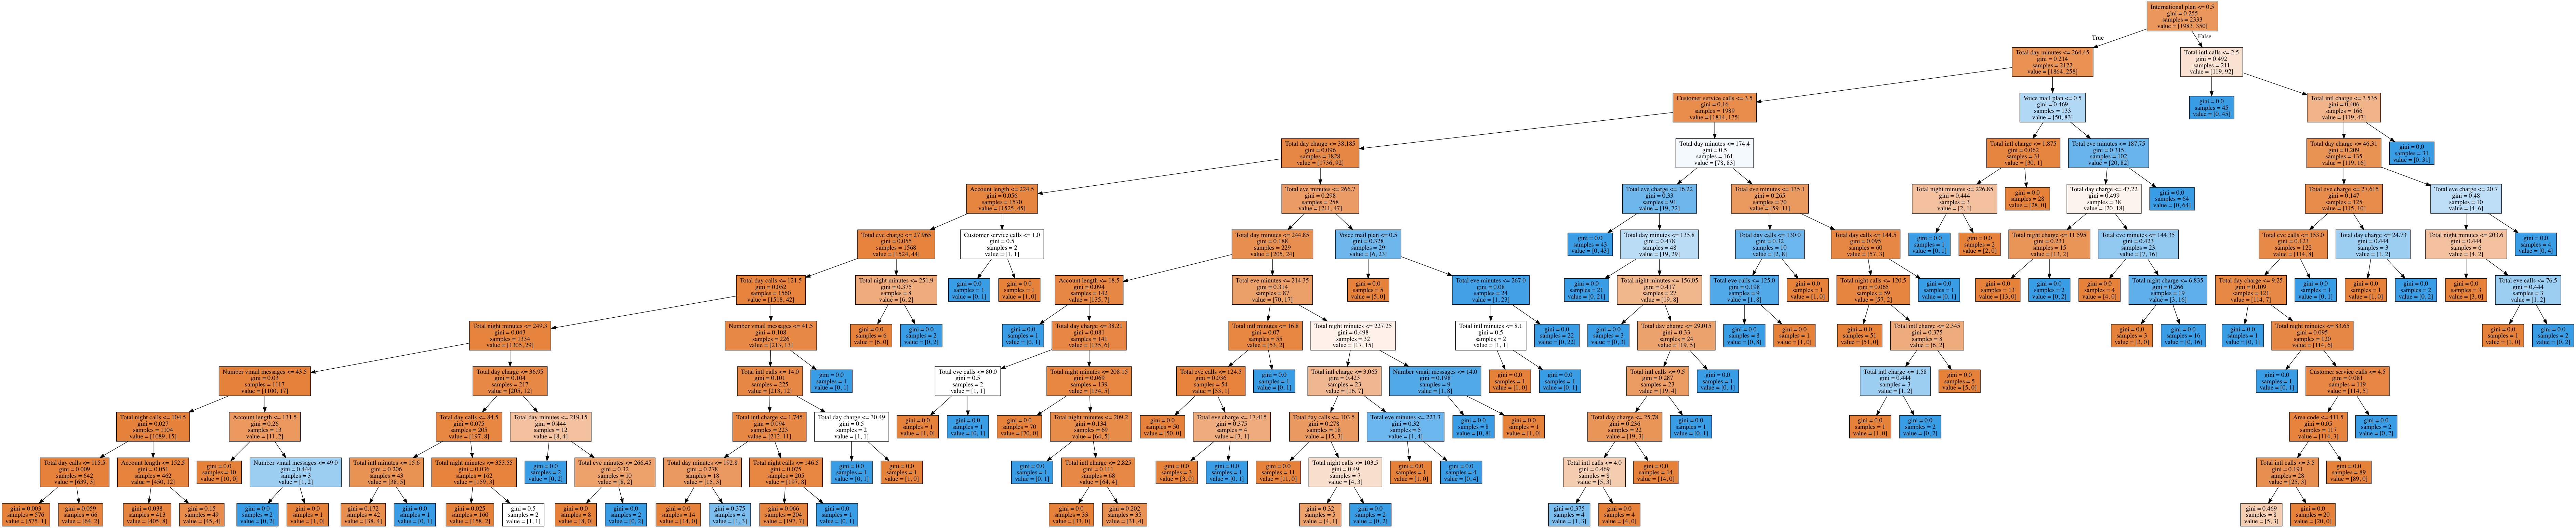 International plan <= 0.5
gini = 0.255
samples = 2333
value = [1983, 350]
True
False
Total day minutes <= 264.45
gini = 0.214
samples = 2122
value = [1864, 258]
Total intl calls <= 2.5
gini = 0.492
samples = 211
value = [119, 92]
Customer service calls <= 3.5
gini = 0.16
samples = 1989
value = [1814, 175]
Voice mail plan <= 0.5
gini = 0.469
samples = 133
value = [50, 83]
gini = 0.0
samples = 45
value = [0, 45]
Total intl charge <= 3.535
gini = 0.406
samples = 166
value = [119, 47]
Total day charge <= 38.185
gini = 0.096
samples = 1828
value = [1736, 92]
Total day minutes <= 174.4
gini = 0.5
samples = 161
value = [78, 83]
Total intl charge <= 1.875
gini = 0.062
samples = 31
value = [30, 1]
Total eve minutes <= 187.75
gini = 0.315
samples = 102
value = [20, 82]
Total day charge <= 46.31
gini = 0.209
samples = 135
value = [119, 16]
gini = 0.0
samples = 31
value = [0, 31]
Account length <= 224.5
gini = 0.056
samples = 1570
value = [1525, 45]
Total eve minutes <= 266.7
gini = 0.298
samples = 258
value = [211, 47]
Total eve charge <= 16.22
gini = 0.33
samples = 91
value = [19, 72]
Total eve minutes <= 135.1
gini = 0.265
samples = 70
value = [59, 11]
Total night minutes <= 226.85
gini = 0.444
samples = 3
value = [2, 1]
gini = 0.0
samples = 28
value = [28, 0]
Total day charge <= 47.22
gini = 0.499
samples = 38
value = [20, 18]
gini = 0.0
samples = 64
value = [0, 64]
Total eve charge <= 27.615
gini = 0.147
samples = 125
value = [115, 10]
Total eve charge <= 20.7
gini = 0.48
samples = 10
value = [4, 6]
Total eve charge <= 27.965
gini = 0.055
samples = 1568
value = [1524, 44]
Customer service calls <= 1.0
gini = 0.5
samples = 2
value = [1, 1]
Total day minutes <= 244.85
gini = 0.188
samples = 229
value = [205, 24]
Voice mail plan <= 0.5
gini = 0.328
samples = 29
value = [6, 23]
gini = 0.0
samples = 43
value = [0, 43]
Total day minutes <= 135.8
gini = 0.478
samples = 48
value = [19, 29]
Total day calls <= 130.0
gini = 0.32
samples = 10
value = [2, 8]
Total day calls <= 144.5
gini = 0.095
samples = 60
value = [57, 3]
gini = 0.0
samples = 1
value = [0, 1]
gini = 0.0
samples = 2
value = [2, 0]
Total night charge <= 11.595
gini = 0.231
samples = 15
value = [13, 2]
Total eve minutes <= 144.35
gini = 0.423
samples = 23
value = [7, 16]
Total eve calls <= 153.0
gini = 0.123
samples = 122
value = [114, 8]
Total day charge <= 24.73
gini = 0.444
samples = 3
value = [1, 2]
Total night minutes <= 203.6
gini = 0.444
samples = 6
value = [4, 2]
gini = 0.0
samples = 4
value = [0, 4]
Total day calls <= 121.5
gini = 0.052
samples = 1560
value = [1518, 42]
Total night minutes <= 251.9
gini = 0.375
samples = 8
value = [6, 2]
gini = 0.0
samples = 1
value = [0, 1]
gini = 0.0
samples = 1
value = [1, 0]
Account length <= 18.5
gini = 0.094
samples = 142
value = [135, 7]
Total eve minutes <= 214.35
gini = 0.314
samples = 87
value = [70, 17]
gini = 0.0
samples = 5
value = [5, 0]
Total eve minutes <= 267.0
gini = 0.08
samples = 24
value = [1, 23]
gini = 0.0
samples = 21
value = [0, 21]
Total night minutes <= 156.05
gini = 0.417
samples = 27
value = [19, 8]
Total eve calls <= 125.0
gini = 0.198
samples = 9
value = [1, 8]
gini = 0.0
samples = 1
value = [1, 0]
Total night calls <= 120.5
gini = 0.065
samples = 59
value = [57, 2]
gini = 0.0
samples = 1
value = [0, 1]
gini = 0.0
samples = 13
value = [13, 0]
gini = 0.0
samples = 2
value = [0, 2]
gini = 0.0
samples = 4
value = [4, 0]
Total night charge <= 6.835
gini = 0.266
samples = 19
value = [3, 16]
Total day charge <= 9.25
gini = 0.109
samples = 121
value = [114, 7]
gini = 0.0
samples = 1
value = [0, 1]
gini = 0.0
samples = 1
value = [1, 0]
gini = 0.0
samples = 2
value = [0, 2]
gini = 0.0
samples = 3
value = [3, 0]
Total eve calls <= 76.5
gini = 0.444
samples = 3
value = [1, 2]
Total night minutes <= 249.3
gini = 0.043
samples = 1334
value = [1305, 29]
Number vmail messages <= 41.5
gini = 0.108
samples = 226
value = [213, 13]
gini = 0.0
samples = 6
value = [6, 0]
gini = 0.0
samples = 2
value = [0, 2]
gini = 0.0
samples = 1
value = [0, 1]
Total day charge <= 38.21
gini = 0.081
samples = 141
value = [135, 6]
Total intl minutes <= 16.8
gini = 0.07
samples = 55
value = [53, 2]
Total night minutes <= 227.25
gini = 0.498
samples = 32
value = [17, 15]
Total intl minutes <= 8.1
gini = 0.5
samples = 2
value = [1, 1]
gini = 0.0
samples = 22
value = [0, 22]
gini = 0.0
samples = 3
value = [0, 3]
Total day charge <= 29.015
gini = 0.33
samples = 24
value = [19, 5]
gini = 0.0
samples = 8
value = [0, 8]
gini = 0.0
samples = 1
value = [1, 0]
gini = 0.0
samples = 51
value = [51, 0]
Total intl charge <= 2.345
gini = 0.375
samples = 8
value = [6, 2]
gini = 0.0
samples = 3
value = [3, 0]
gini = 0.0
samples = 16
value = [0, 16]
gini = 0.0
samples = 1
value = [0, 1]
Total night minutes <= 83.65
gini = 0.095
samples = 120
value = [114, 6]
gini = 0.0
samples = 1
value = [1, 0]
gini = 0.0
samples = 2
value = [0, 2]
Number vmail messages <= 43.5
gini = 0.03
samples = 1117
value = [1100, 17]
Total day charge <= 36.95
gini = 0.104
samples = 217
value = [205, 12]
Total intl calls <= 14.0
gini = 0.101
samples = 225
value = [213, 12]
gini = 0.0
samples = 1
value = [0, 1]
Total eve calls <= 80.0
gini = 0.5
samples = 2
value = [1, 1]
Total night minutes <= 208.15
gini = 0.069
samples = 139
value = [134, 5]
Total eve calls <= 124.5
gini = 0.036
samples = 54
value = [53, 1]
gini = 0.0
samples = 1
value = [0, 1]
Total intl charge <= 3.065
gini = 0.423
samples = 23
value = [16, 7]
Number vmail messages <= 14.0
gini = 0.198
samples = 9
value = [1, 8]
gini = 0.0
samples = 1
value = [1, 0]
gini = 0.0
samples = 1
value = [0, 1]
Total intl calls <= 9.5
gini = 0.287
samples = 23
value = [19, 4]
gini = 0.0
samples = 1
value = [0, 1]
Total intl charge <= 1.58
gini = 0.444
samples = 3
value = [1, 2]
gini = 0.0
samples = 5
value = [5, 0]
gini = 0.0
samples = 1
value = [0, 1]
Customer service calls <= 4.5
gini = 0.081
samples = 119
value = [114, 5]
Total night calls <= 104.5
gini = 0.027
samples = 1104
value = [1089, 15]
Account length <= 131.5
gini = 0.26
samples = 13
value = [11, 2]
Total day calls <= 84.5
gini = 0.075
samples = 205
value = [197, 8]
Total day minutes <= 219.15
gini = 0.444
samples = 12
value = [8, 4]
Total intl charge <= 1.745
gini = 0.094
samples = 223
value = [212, 11]
Total day charge <= 30.49
gini = 0.5
samples = 2
value = [1, 1]
gini = 0.0
samples = 1
value = [1, 0]
gini = 0.0
samples = 1
value = [0, 1]
gini = 0.0
samples = 70
value = [70, 0]
Total night minutes <= 209.2
gini = 0.134
samples = 69
value = [64, 5]
gini = 0.0
samples = 50
value = [50, 0]
Total eve charge <= 17.415
gini = 0.375
samples = 4
value = [3, 1]
Total day calls <= 103.5
gini = 0.278
samples = 18
value = [15, 3]
Total eve minutes <= 223.3
gini = 0.32
samples = 5
value = [1, 4]
gini = 0.0
samples = 8
value = [0, 8]
gini = 0.0
samples = 1
value = [1, 0]
Total day charge <= 25.78
gini = 0.236
samples = 22
value = [19, 3]
gini = 0.0
samples = 1
value = [0, 1]
gini = 0.0
samples = 1
value = [1, 0]
gini = 0.0
samples = 2
value = [0, 2]
Area code <= 411.5
gini = 0.05
samples = 117
value = [114, 3]
gini = 0.0
samples = 2
value = [0, 2]
Total day calls <= 115.5
gini = 0.009
samples = 642
value = [639, 3]
Account length <= 152.5
gini = 0.051
samples = 462
value = [450, 12]
gini = 0.0
samples = 10
value = [10, 0]
Number vmail messages <= 49.0
gini = 0.444
samples = 3
value = [1, 2]
Total intl minutes <= 15.6
gini = 0.206
samples = 43
value = [38, 5]
Total night minutes <= 353.55
gini = 0.036
samples = 162
value = [159, 3]
gini = 0.0
samples = 2
value = [0, 2]
Total eve minutes <= 266.45
gini = 0.32
samples = 10
value = [8, 2]
Total day minutes <= 192.8
gini = 0.278
samples = 18
value = [15, 3]
Total night calls <= 146.5
gini = 0.075
samples = 205
value = [197, 8]
gini = 0.0
samples = 1
value = [0, 1]
gini = 0.0
samples = 1
value = [1, 0]
gini = 0.0
samples = 1
value = [0, 1]
Total intl charge <= 2.825
gini = 0.111
samples = 68
value = [64, 4]
gini = 0.0
samples = 3
value = [3, 0]
gini = 0.0
samples = 1
value = [0, 1]
gini = 0.0
samples = 11
value = [11, 0]
Total night calls <= 103.5
gini = 0.49
samples = 7
value = [4, 3]
gini = 0.0
samples = 1
value = [1, 0]
gini = 0.0
samples = 4
value = [0, 4]
Total intl calls <= 4.0
gini = 0.469
samples = 8
value = [5, 3]
gini = 0.0
samples = 14
value = [14, 0]
Total intl calls <= 3.5
gini = 0.191
samples = 28
value = [25, 3]
gini = 0.0
samples = 89
value = [89, 0]
gini = 0.003
samples = 576
value = [575, 1]
gini = 0.059
samples = 66
value = [64, 2]
gini = 0.038
samples = 413
value = [405, 8]
gini = 0.15
samples = 49
value = [45, 4]
gini = 0.0
samples = 2
value = [0, 2]
gini = 0.0
samples = 1
value = [1, 0]
gini = 0.172
samples = 42
value = [38, 4]
gini = 0.0
samples = 1
value = [0, 1]
gini = 0.025
samples = 160
value = [158, 2]
gini = 0.5
samples = 2
value = [1, 1]
gini = 0.0
samples = 8
value = [8, 0]
gini = 0.0
samples = 2
value = [0, 2]
gini = 0.0
samples = 14
value = [14, 0]
gini = 0.375
samples = 4
value = [1, 3]
gini = 0.066
samples = 204
value = [197, 7]
gini = 0.0
samples = 1
value = [0, 1]
gini = 0.0
samples = 33
value = [33, 0]
gini = 0.202
samples = 35
value = [31, 4]
gini = 0.32
samples = 5
value = [4, 1]
gini = 0.0
samples = 2
value = [0, 2]
gini = 0.375
samples = 4
value = [1, 3]
gini = 0.0
samples = 4
value = [4, 0]
gini = 0.469
samples = 8
value = [5, 3]
gini = 0.0
samples = 20
value = [20, 0]